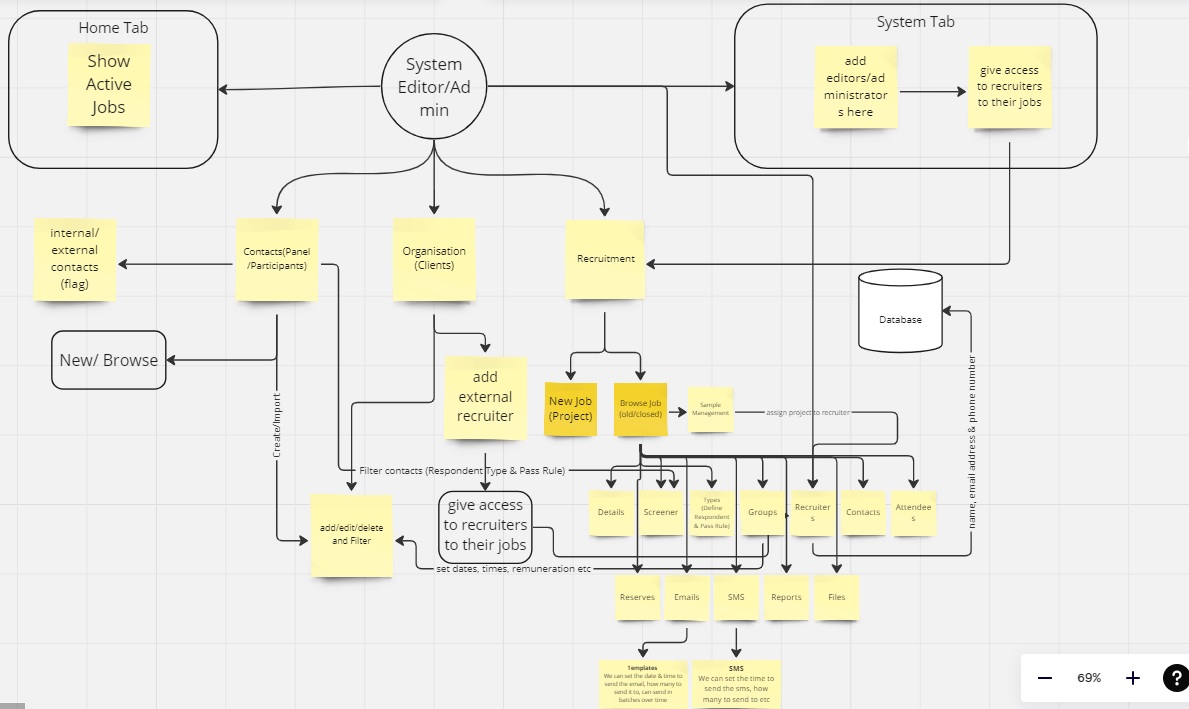 Home Tab
Show
Active
Jobs
System
Editor/Ad
min
System Tab
add
editors/ad
ministrator
s here
give access
to recruiters
to their jobs
internal/
external
contacts
(flag)
Contacts(Panel
/Participants)
Organisation
(Clients)
Recruitment
Database
New/ Browse
add
external
recruiter
New Job
(Project)
Browse Job
(old/closed)
Sample
Management
assign project to recruiter
Create/Import
name, email address & phone number
Filter contacts (Respondent Type & Pass Rule)
add/edit/delete
and Filter
give access
to recruiters
to their jobs
Details
Screener
Types
(Define
Respondent
& Pass Rule)
Groups
Recruiter
s
Contacts
Attendee
s
set dates, times, remuneration etc
Reserves
Emails
SMS
Reports
Files
Templates
We can set the date & time to
send the email, how many to
send it to, can send in
batches over time
SMS
We can set the time to
send the sms, how
many to send to etc
69%
?